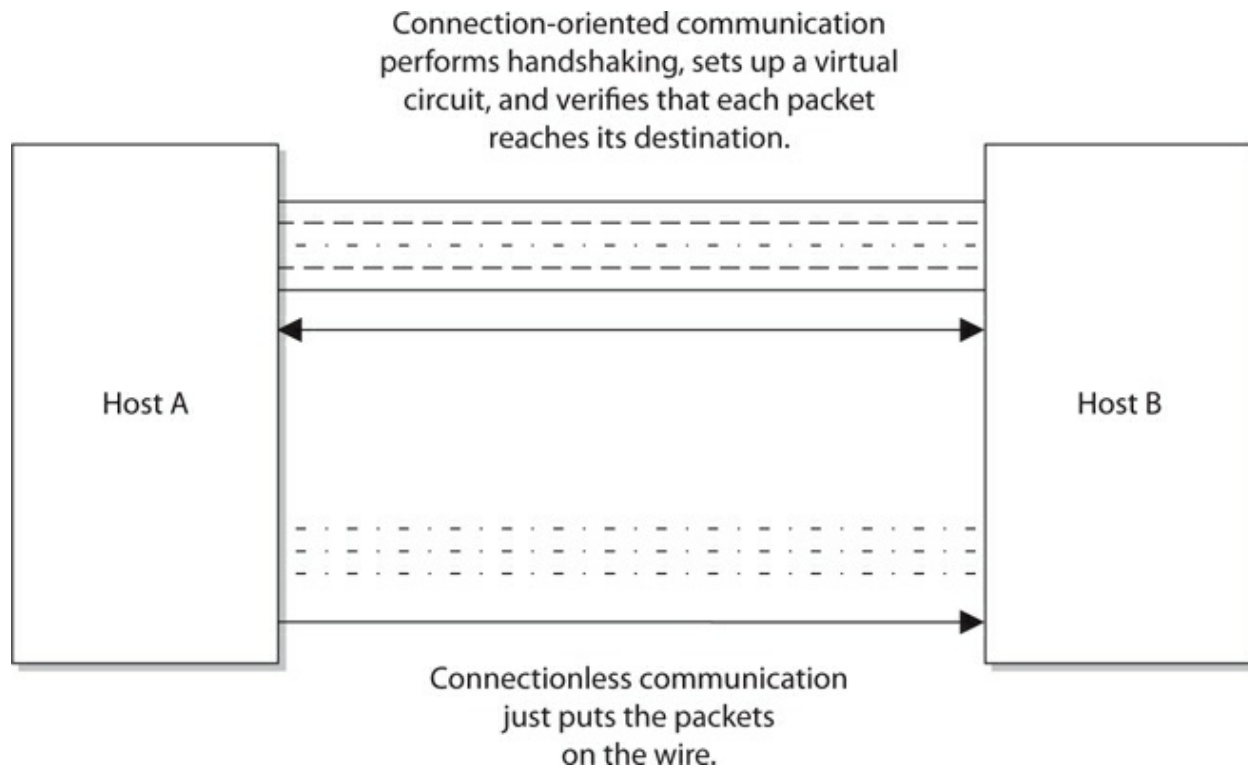 Connection-oriented communication
performs handshaking, sets up a virtual
circuit, and verifies that each packet
reaches its destination.
Host A
Host B
Connectionless communication
just puts the packets
on the wire.